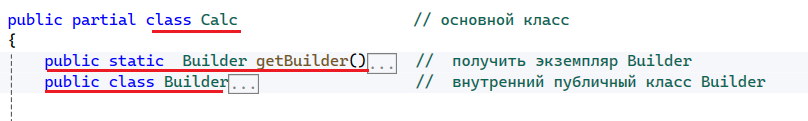 public partial class Calc // основной класс
{
public static Builder getBuilder()... // получить экземпляр Builder
public class Builder... // внутренний публичный класс Builder